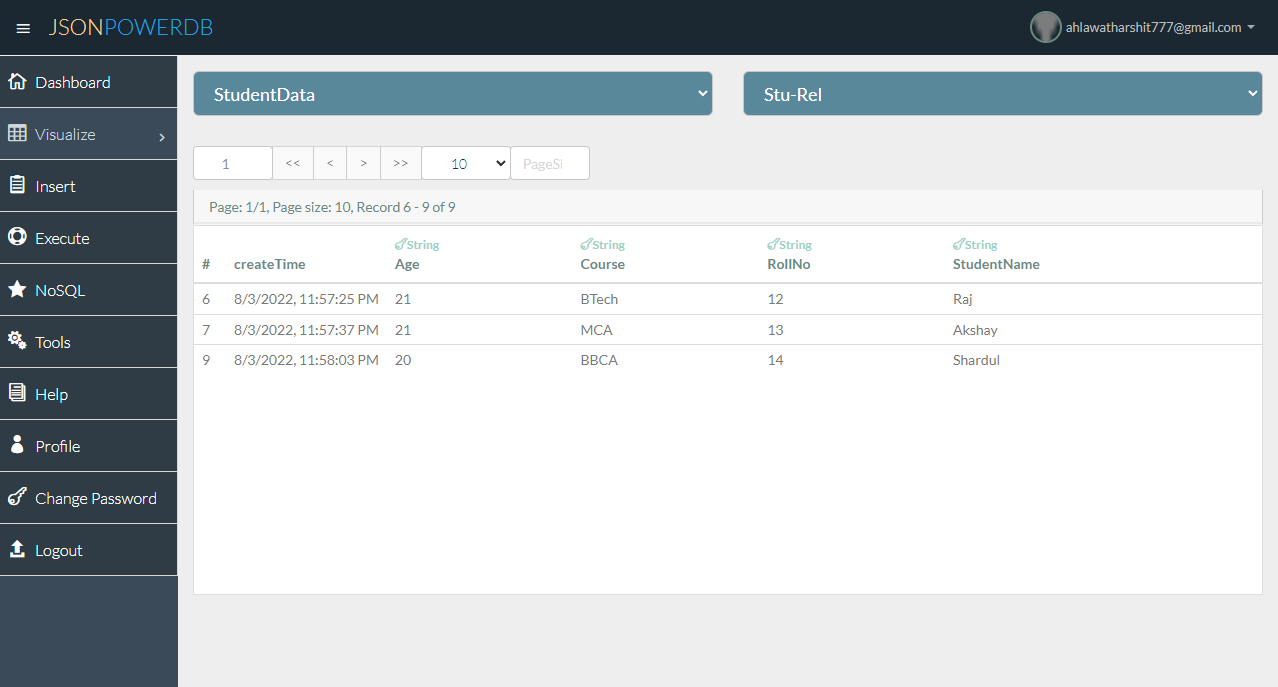 JSONPOWERDB
ahlawatharshit777@gmail.com
Dashboard
Visualize
Insert
Execute
NoSQL
Tools
Help
Profile
Change Password
Logout
StudentData Stu-Rel
1 << < > >> 10 PageSi
Page: 1/1, Page size: 10, Record 6 - 9 of 9
String String String String
# createTime Age Course RollNo StudentName
6 8/3/2022, 11:57:25 PM 21 BTech 12 Raj
7 8/3/2022, 11:57:37 PM 21 MCA 13 Akshay
9 8/3/2022, 11:58:03 PM 20 BBCA 14 Shardul